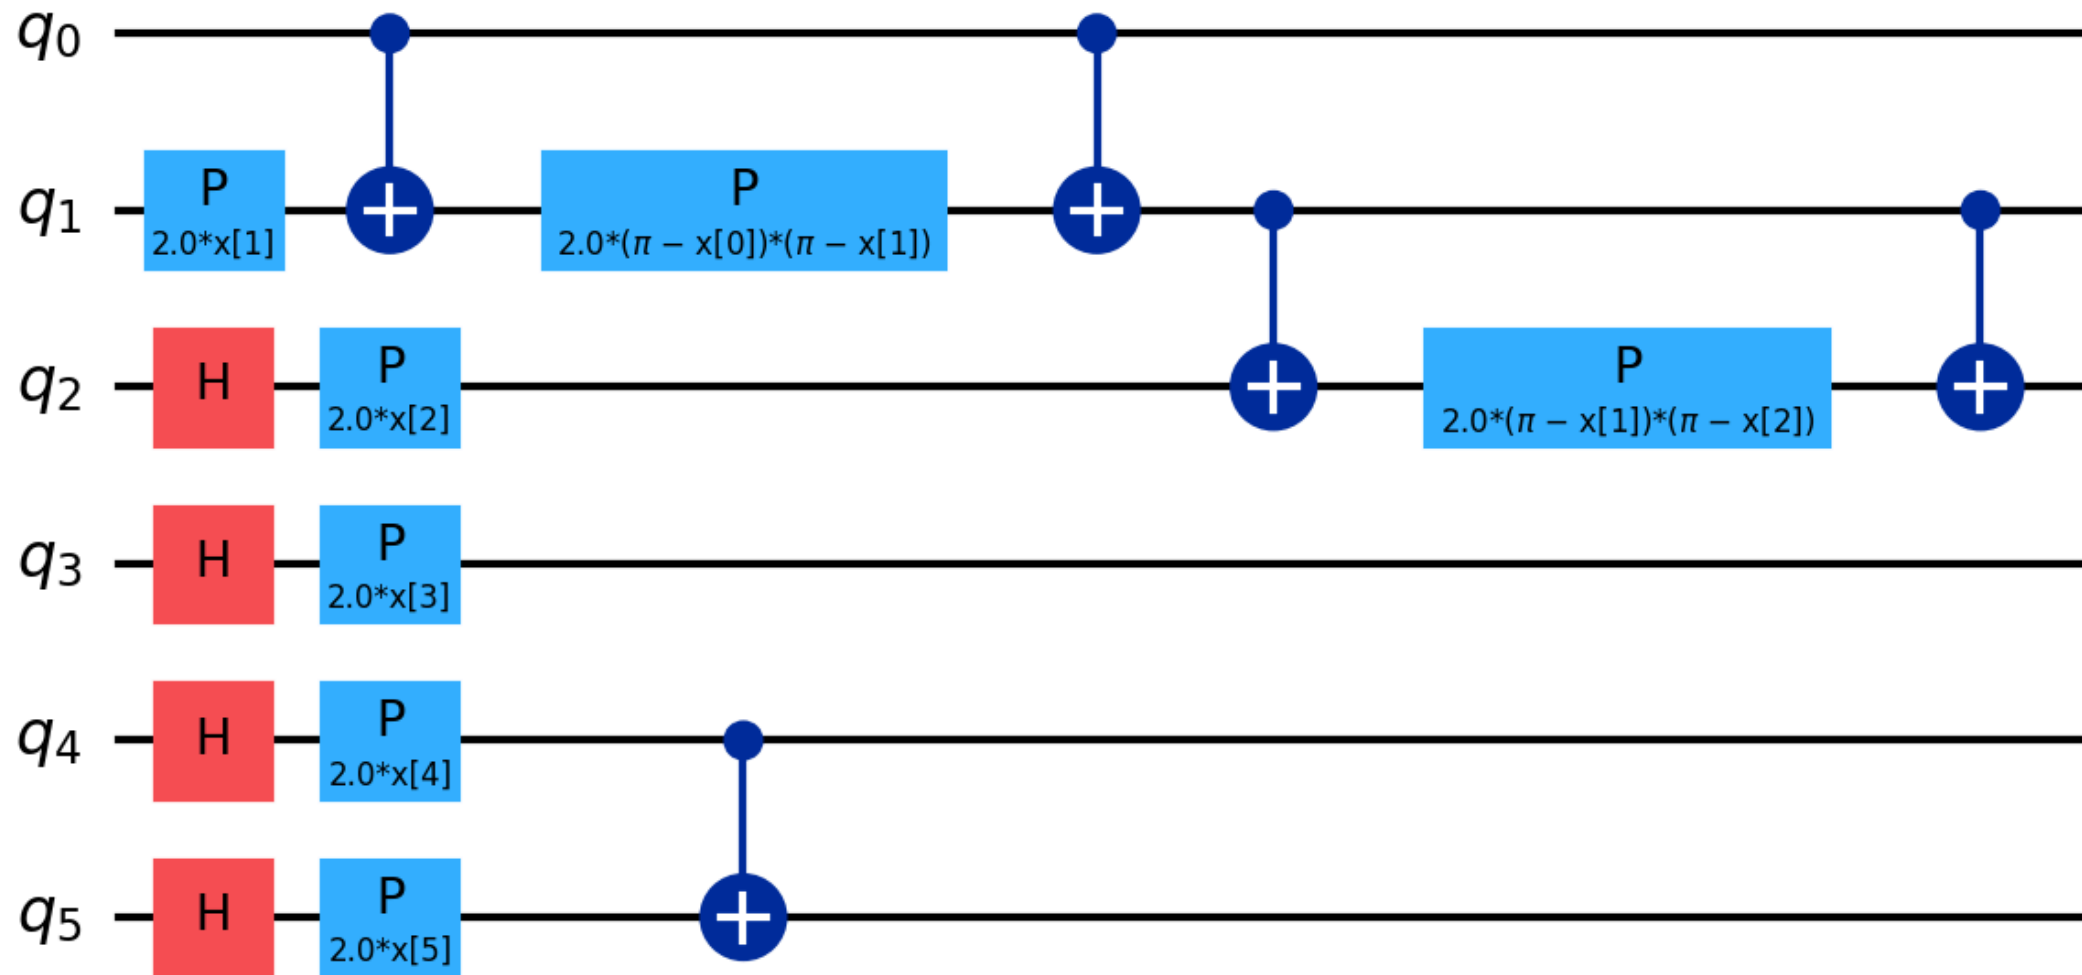 q0
q1 P P
2.0*x[1] 2.0*(π − x[0])*(π − x[1])
q2 H P P
2.0*x[2] 2.0*(π − x[1])*(π − x[2])
q3 H P
2.0*x[3]
q4 H P
2.0*x[4]
q5 H P
2.0*x[5]